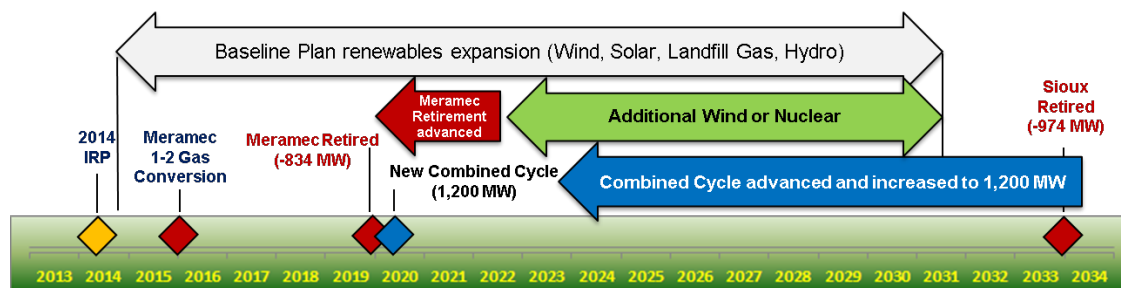 Baseline Plan renewables expansion (Wind, Solar, Landfill Gas, Hydro)
Meramec
Retirement
advanced
Additional Wind or Nuclear
Sioux
Retired
(-974 MW)
2014
IRP
Meramec
1-2 Gas
Conversion
Meramec Retired
(-834 MW)
New Combined Cycle
(1,200 MW)
Combined Cycle advanced and increased to 1,200 MW
2013 2014 2015 2016 2017 2018 2019 2020 2021 2022 2023 2024 2025 2026 2027 2028 2029 2030 2031 2032 2033 2034